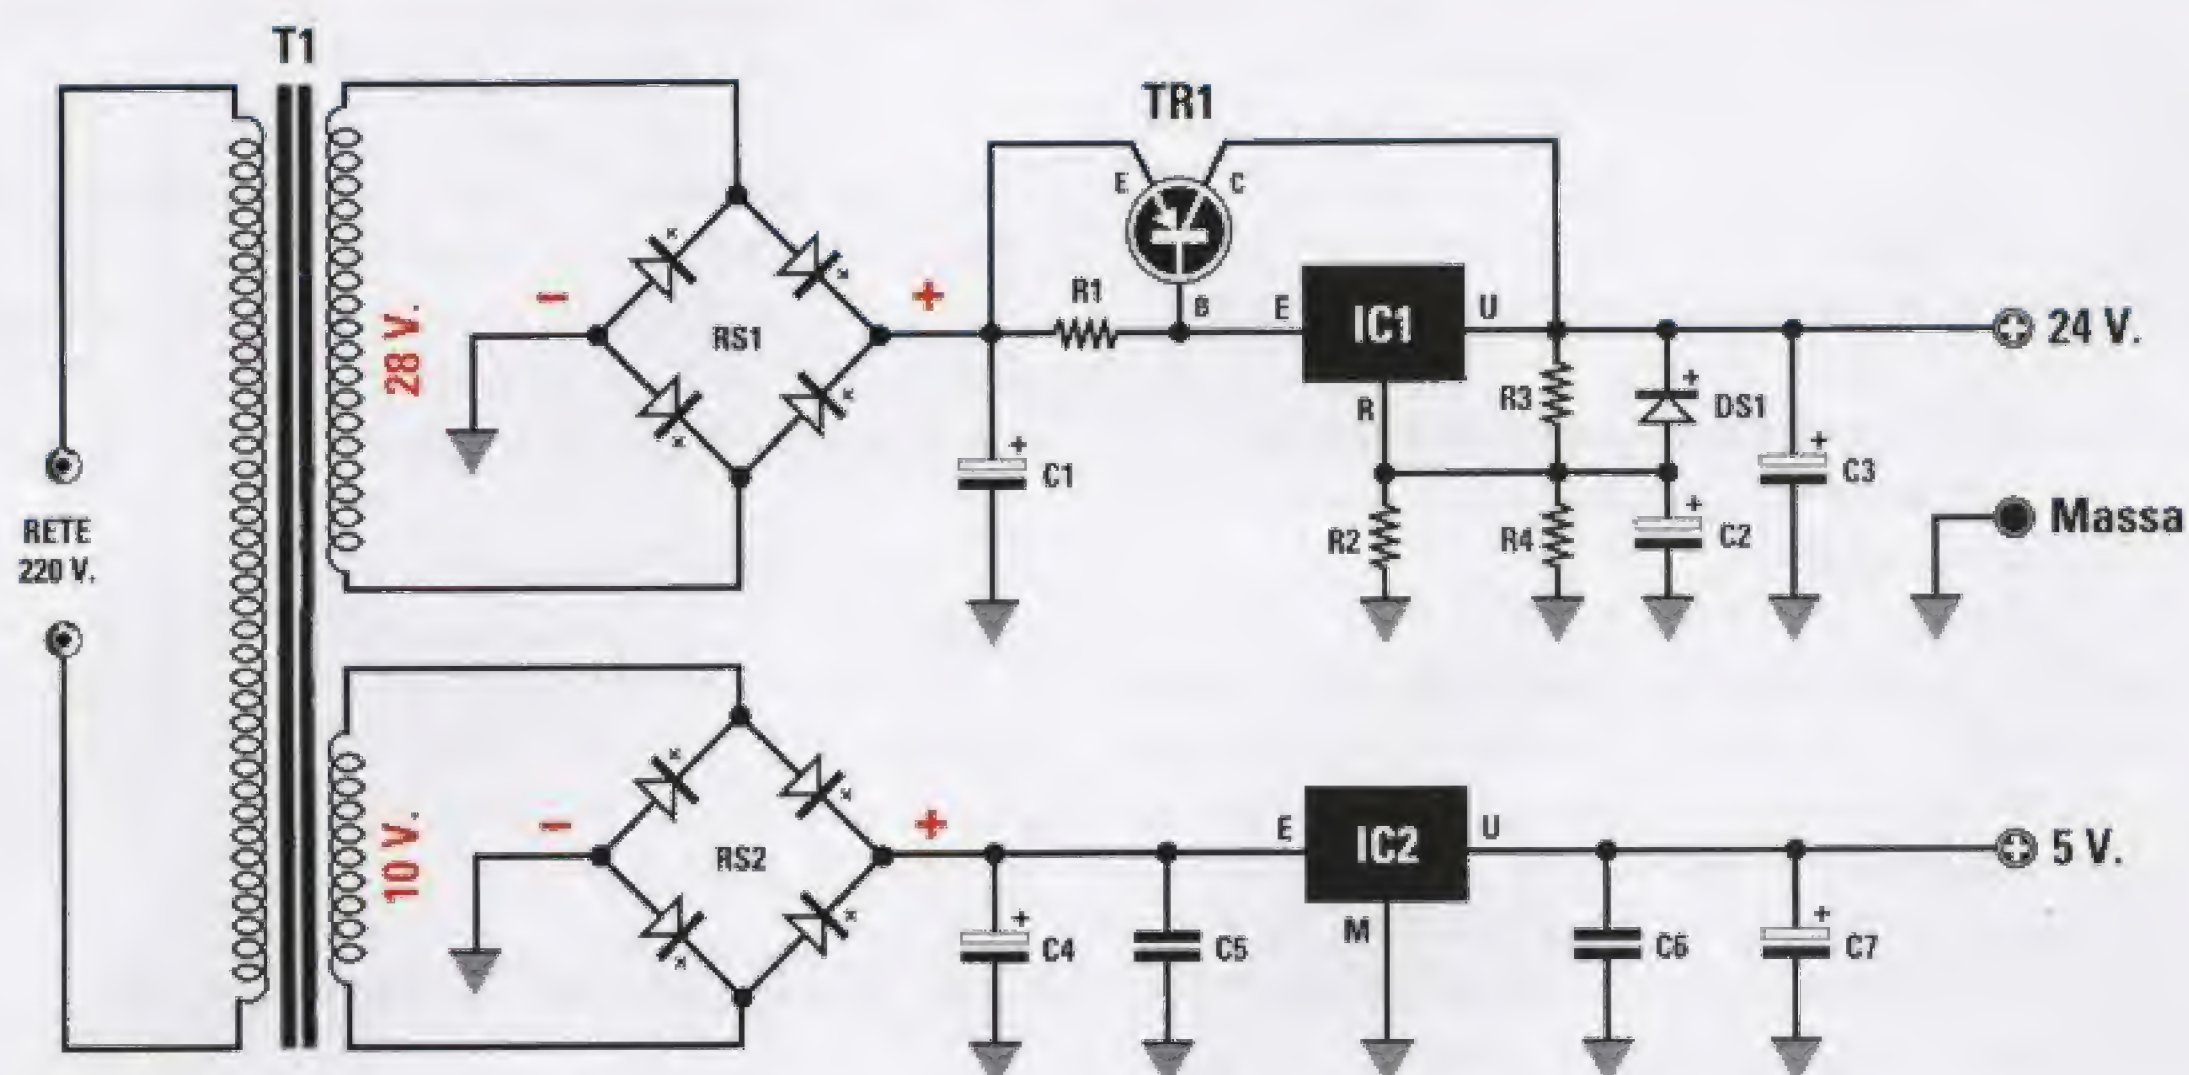 T1
TR1
E
C
28 V.
–
RS1
+
R1
B
E
IC1
U
+ 24 V.
R
R3
+
DS1
+
C1
+
C3
RETE
220 V.
R2
R4
+
C2
Massa
10 V.
–
RS2
+
E
IC2
U
+ 5 V.
M
+
C4
C5
C6
+
C7